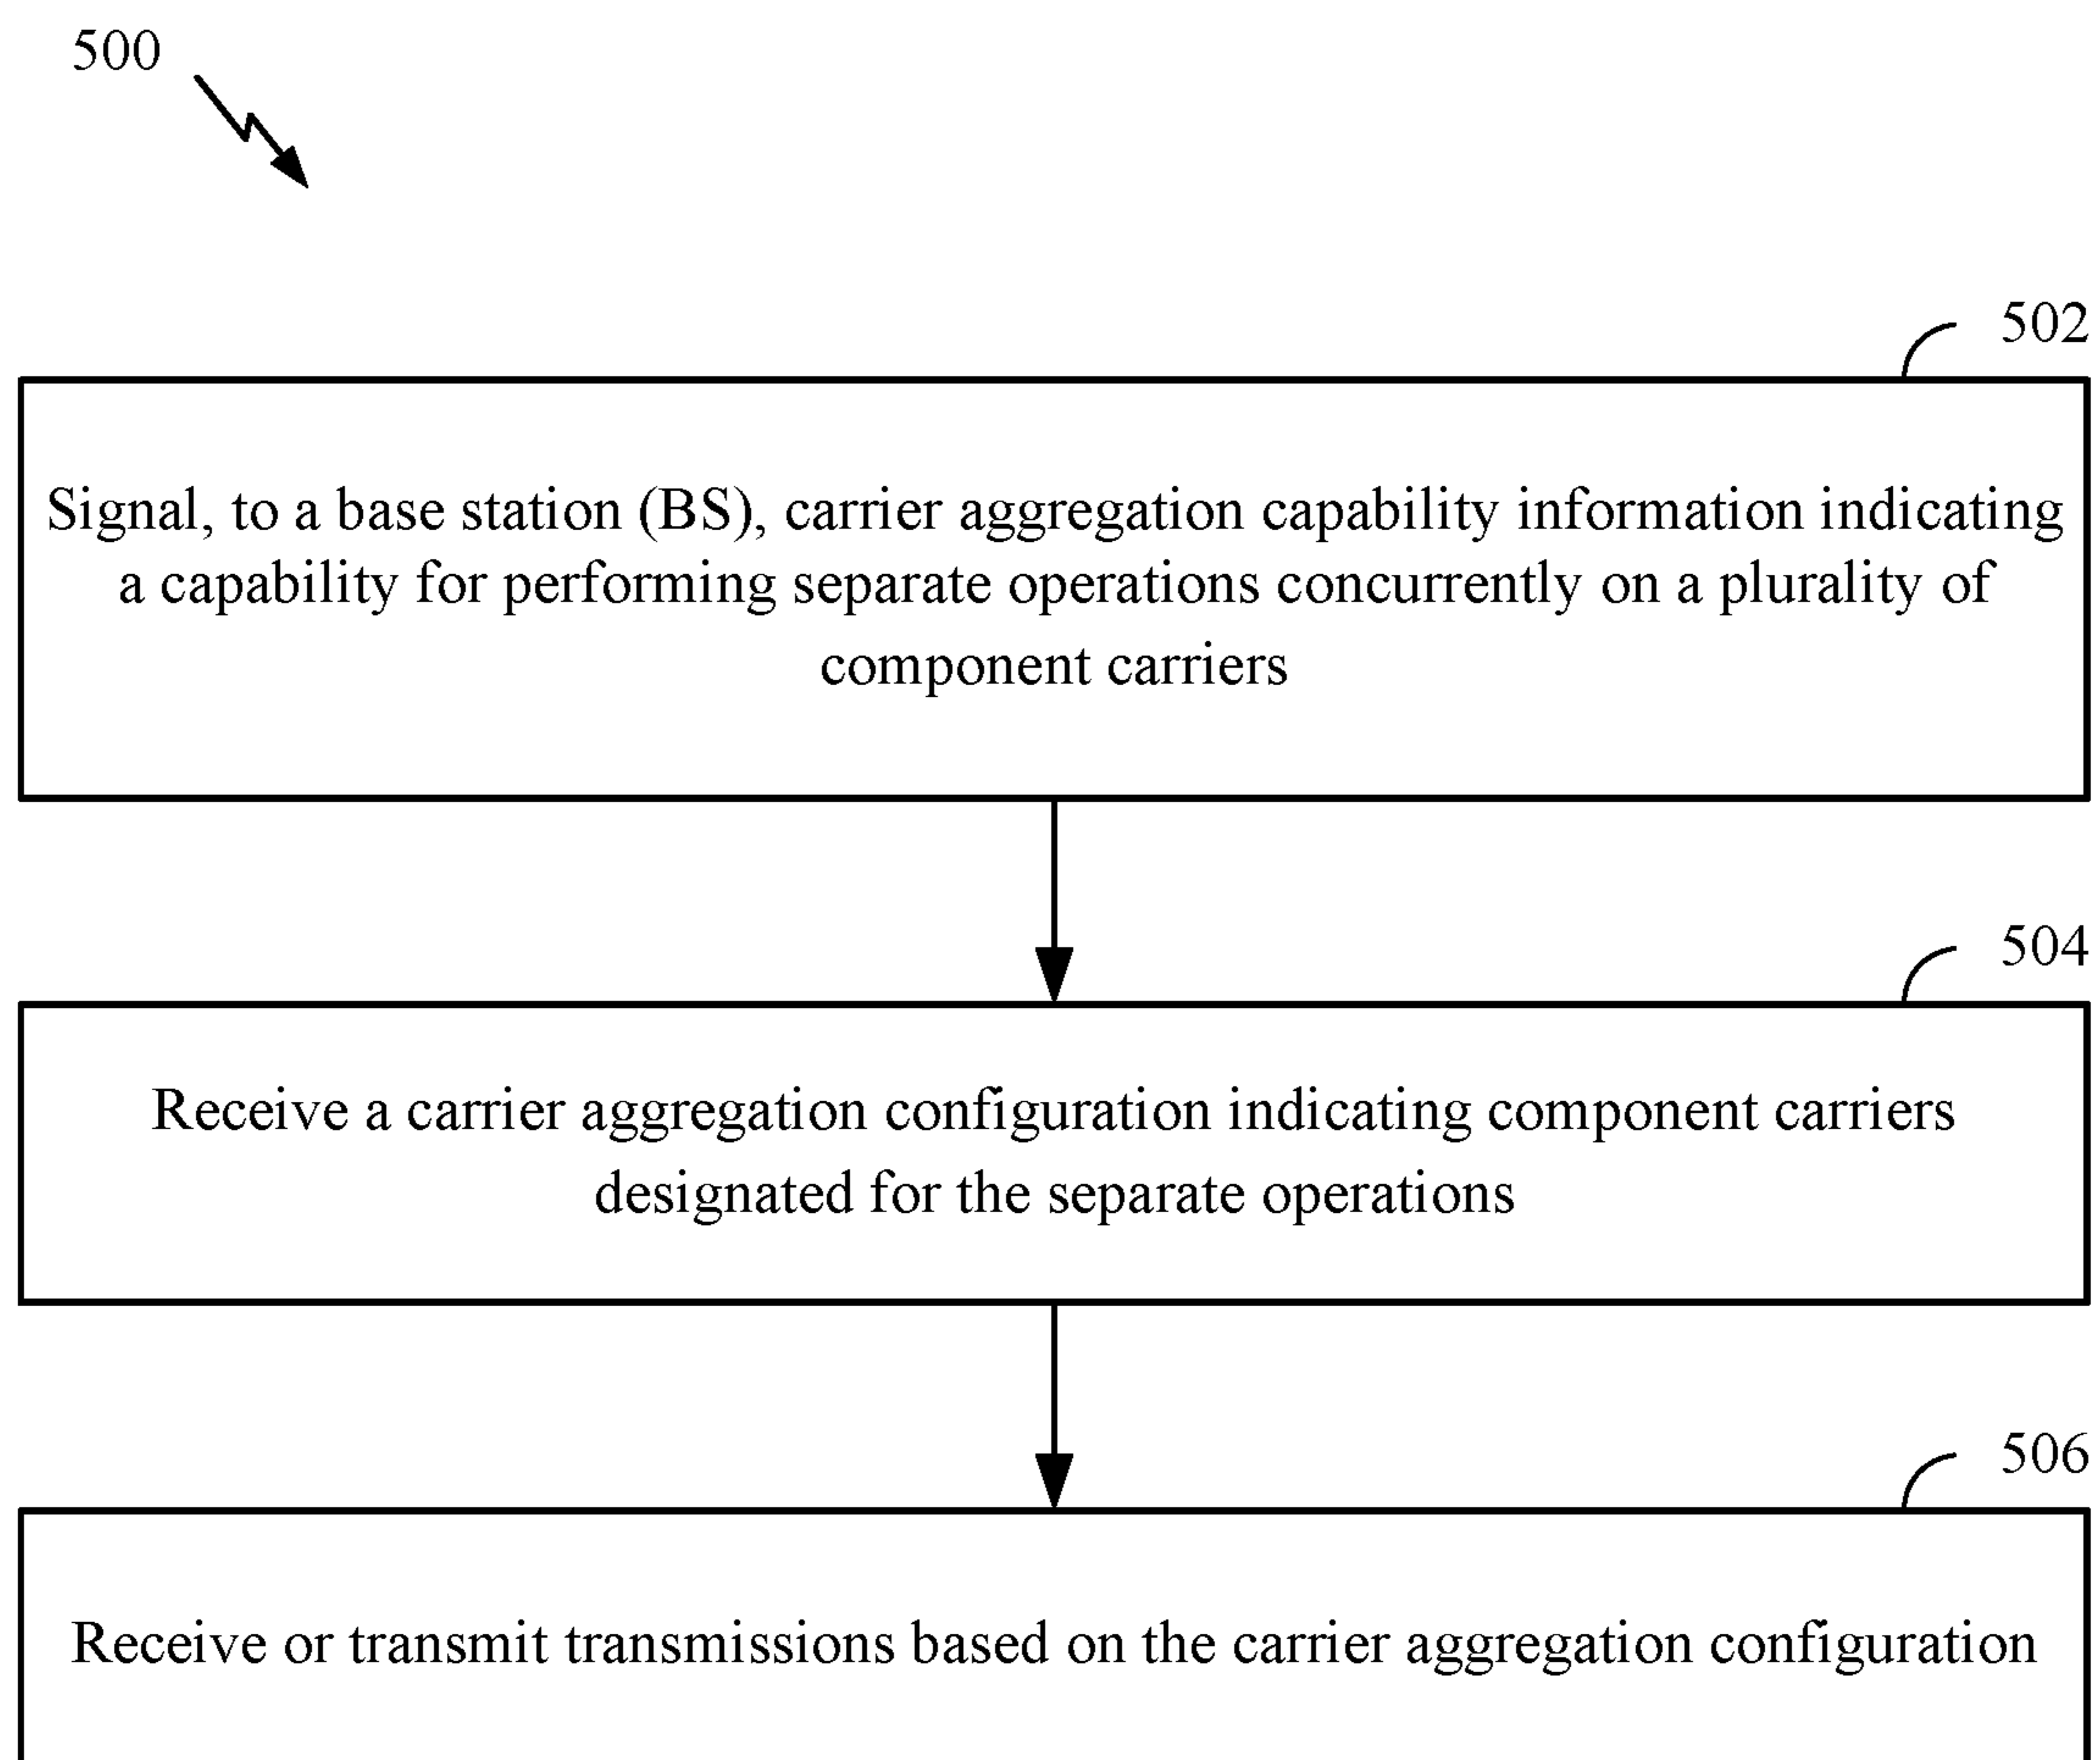 500
502
Signal, to a base station (BS), carrier aggregation capability information indicating
a capability for performing separate operations concurrently on a plurality of
component carriers
504
Receive a carrier aggregation configuration indicating component carriers
designated for the separate operations
506
Receive or transmit transmissions based on the carrier aggregation configuration